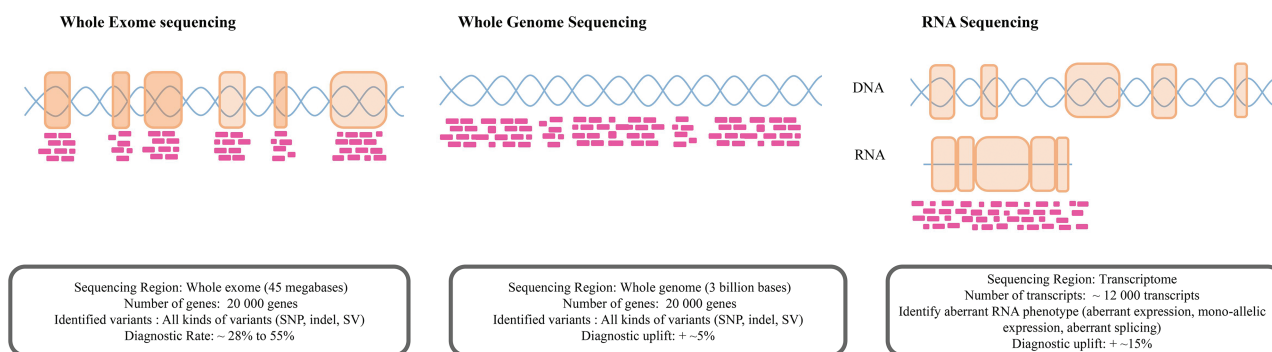 Whole Exome sequencing
Whole Genome Sequencing
RNA Sequencing
DNA
RNA
Sequencing Region: Whole exome (45 megabases)
Number of genes: 20 000 genes
Identified variants : All kinds of variants (SNP, indel, SV)
Diagnostic Rate: ~ 28% to 55%
Sequencing Region: Whole genome (3 billion bases)
Number of genes: 20 000 genes
Identified variants : All kinds of variants (SNP, indel, SV)
Diagnostic uplift: + ~5%
Sequencing Region: Transcriptome
Number of transcripts: ~ 12 000 transcripts
Identify aberrant RNA phenotype (aberrant expression, mono-allelic
expression, aberrant splicing)
Diagnostic uplift: + ~15%